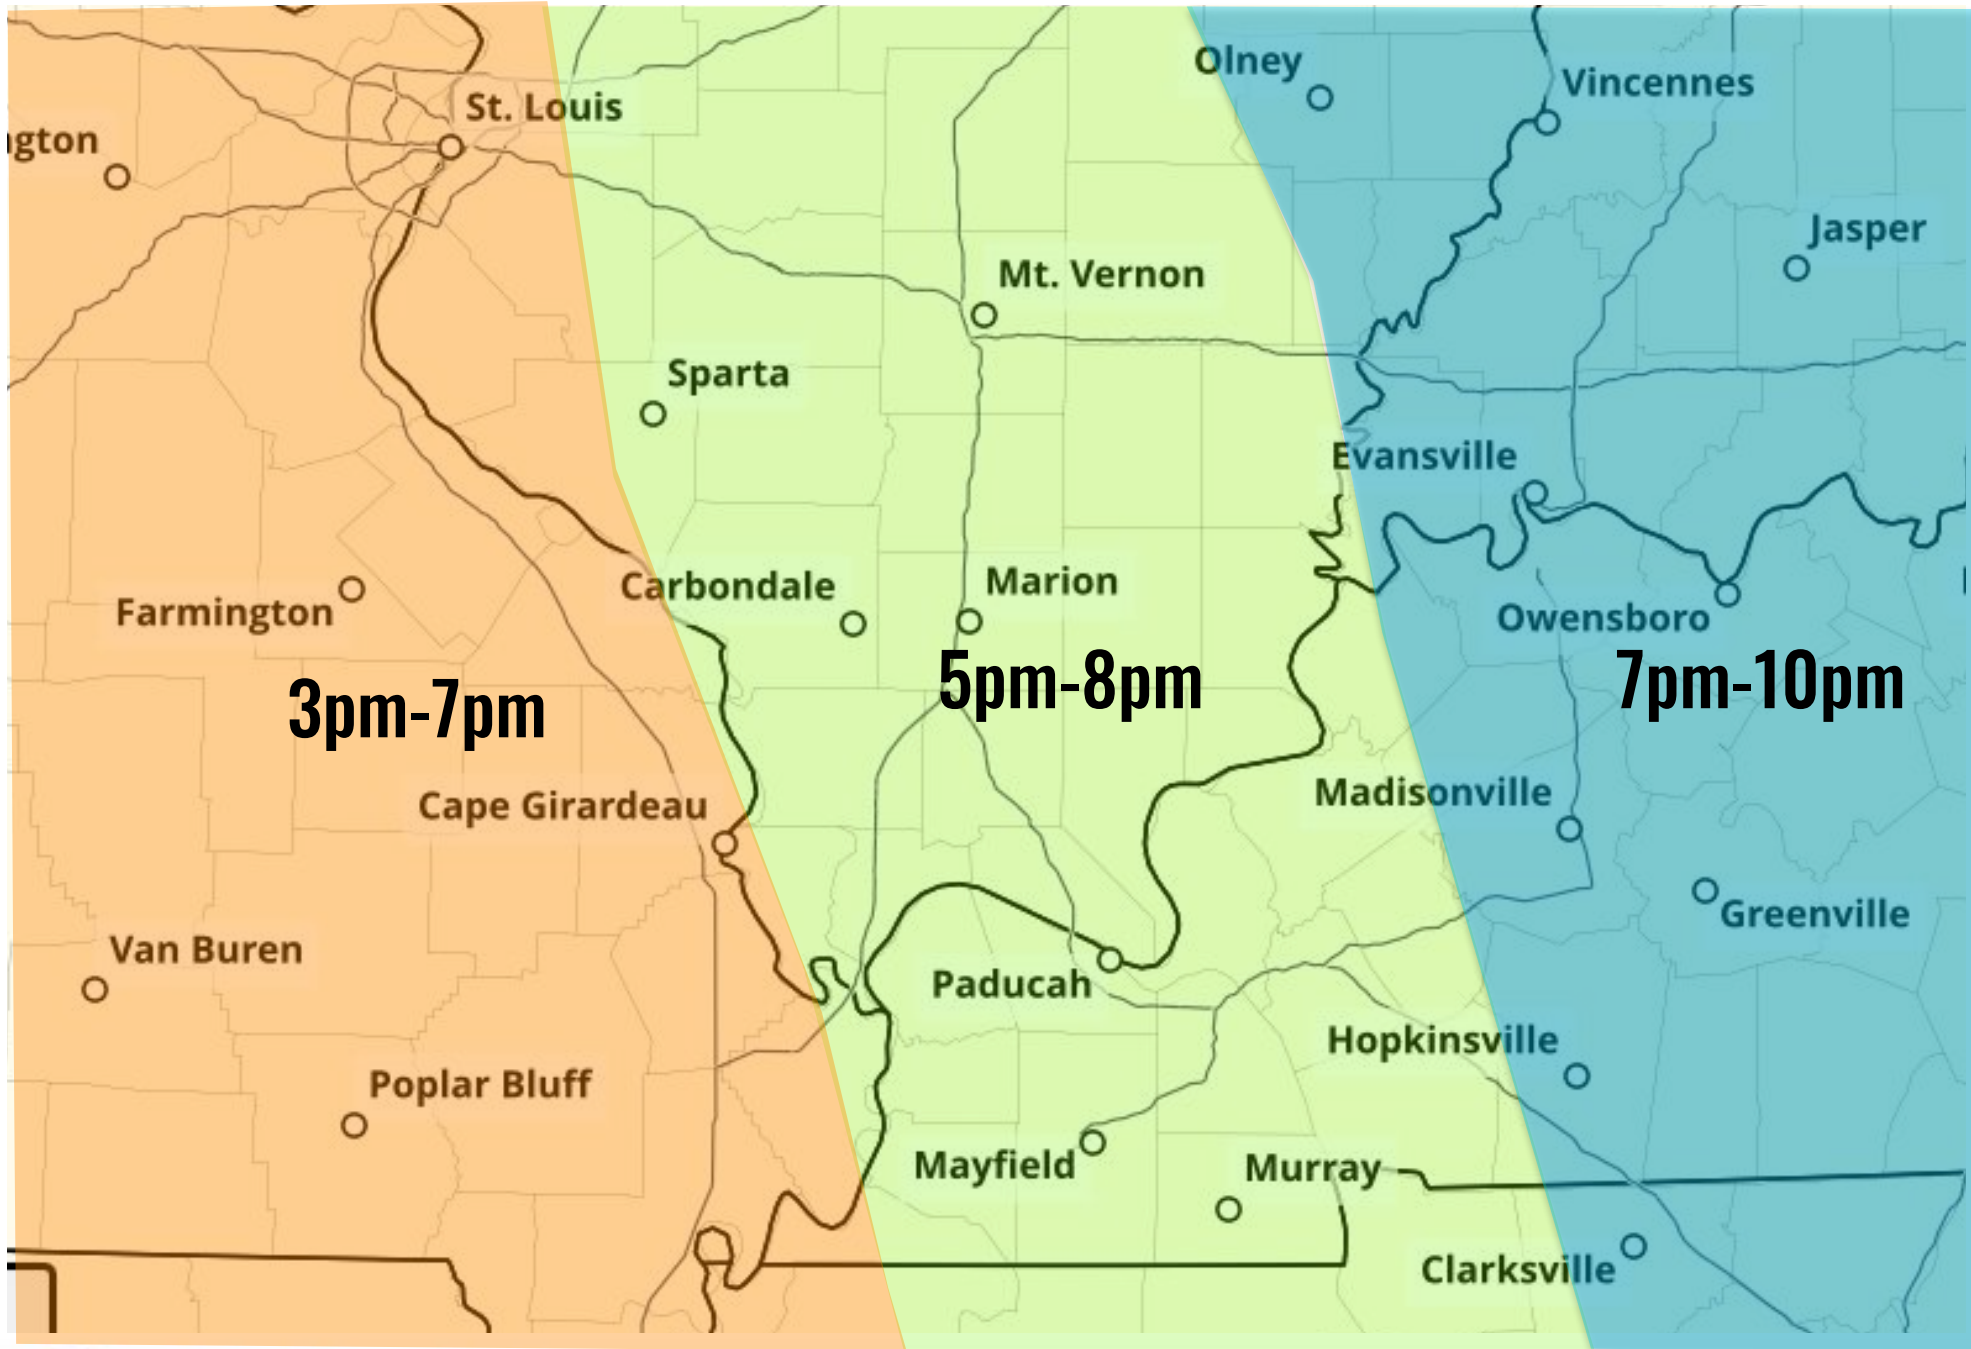 Olney
Vincennes
St. Louis
gton
Jasper
Mt. Vernon
Sparta
Evansville
Carbondale
Marion
Farmington
Owensboro
3pm-7pm
5pm-8pm
7pm-10pm
Cape Girardeau
Madisonville
Greenville
Van Buren
Paducah
Hopkinsville
Poplar Bluff
Mayfield
Murray
Clarksville